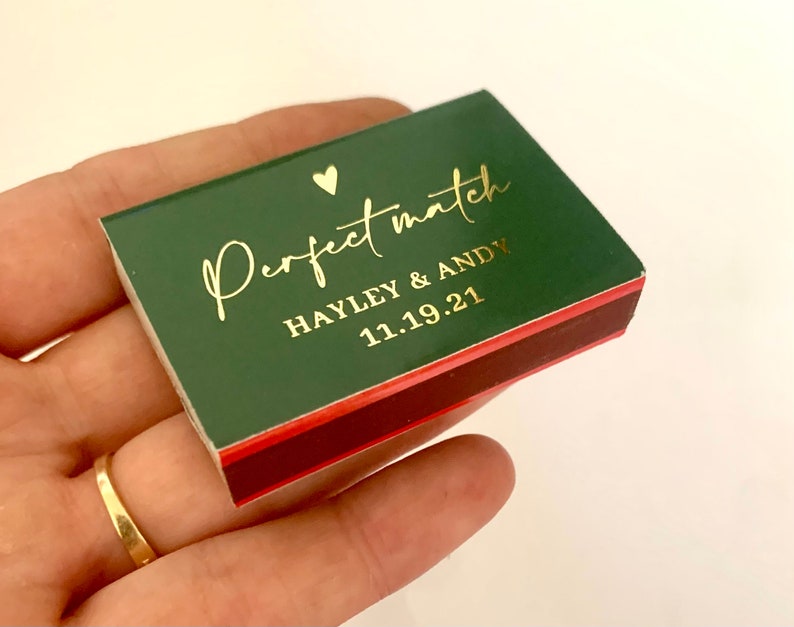 Perfect match
HAYLEY & ANDY
11.19.21